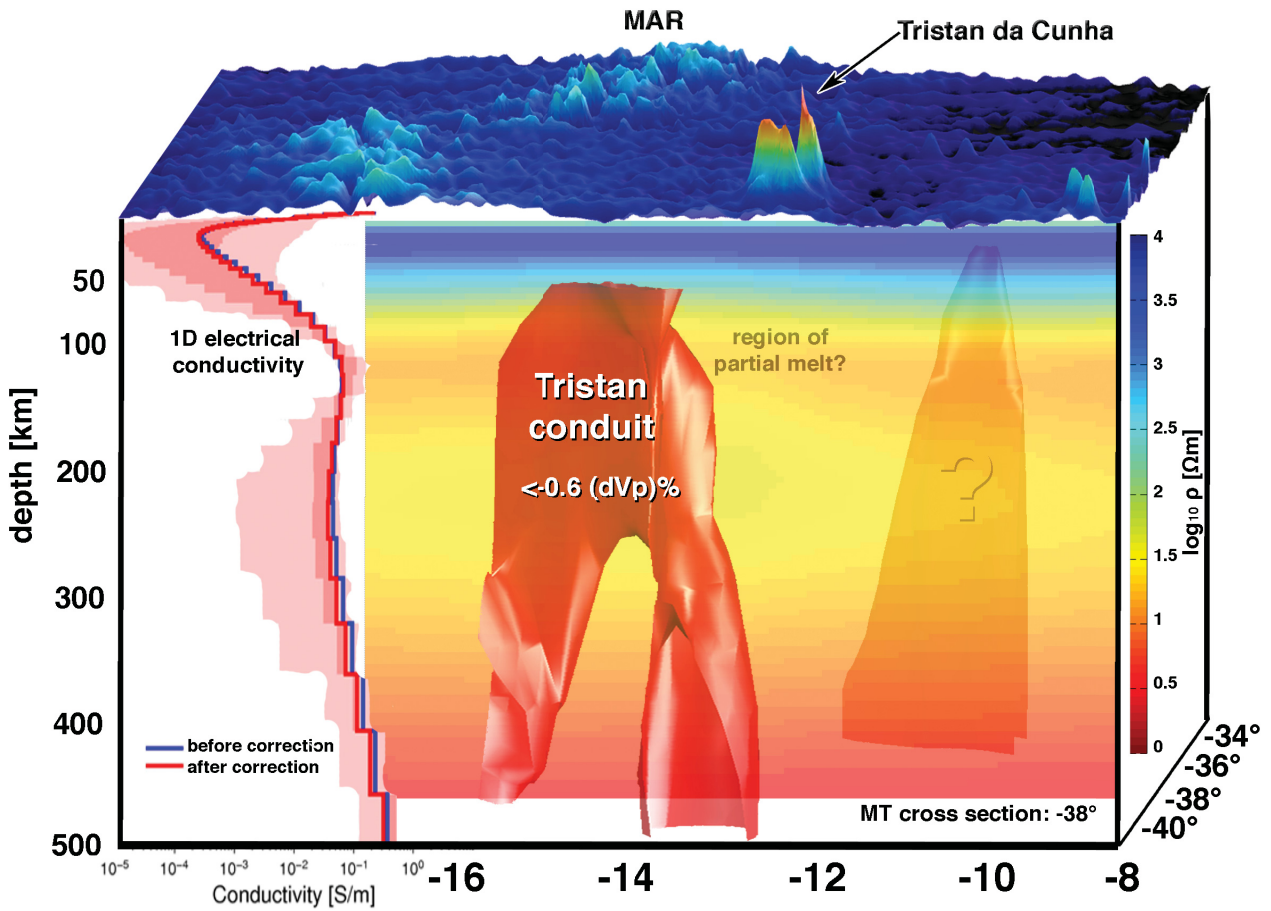 MAR
Tristan da Cunha
50
100
200
300
400
500
depth [km]
1D electrical
conductivity
Tristan
conduit
<-0.6 (dVp)%
region of
partial melt?
?
4
3.5
3
2.5
2
1.5
1
0.5
0
log10 ρ [Ωm]
-34°
-36°
-38°
-40°
before correction
after correction
MT cross section: -38°
10⁻⁵ 10⁻⁴ 10⁻³ 10⁻² 10⁻¹ 10⁰
Conductivity [S/m]
-16 -14 -12 -10 -8